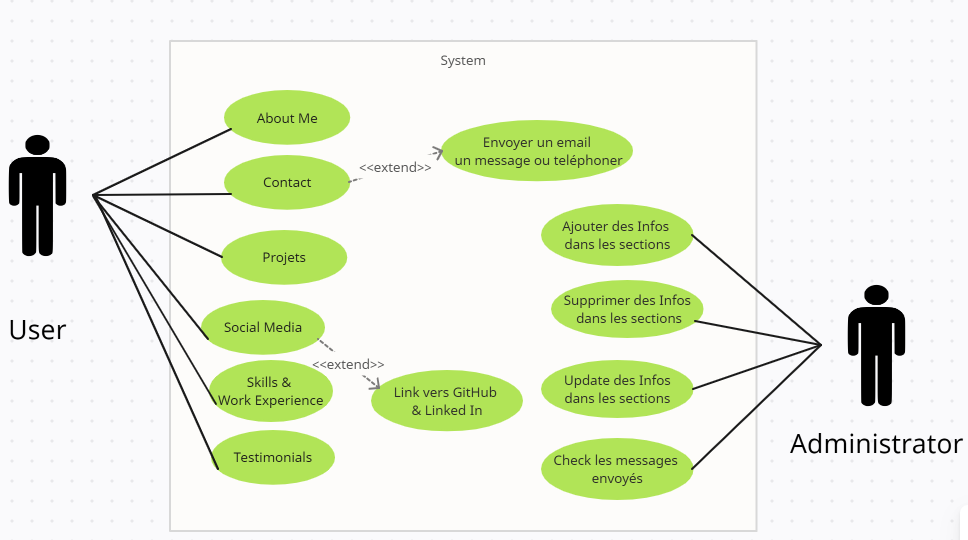 System
About Me
Contact
<<extend>>
Envoyer un email
un message ou teléphoner
Projets
Social Media
<<extend>>
Skills &
Work Experience
Link vers GitHub
& Linked In
Testimonials
Ajouter des Infos
dans les sections
Supprimer des Infos
dans les sections
Update des Infos
dans les sections
Check les messages
envoyés
User
Administrator